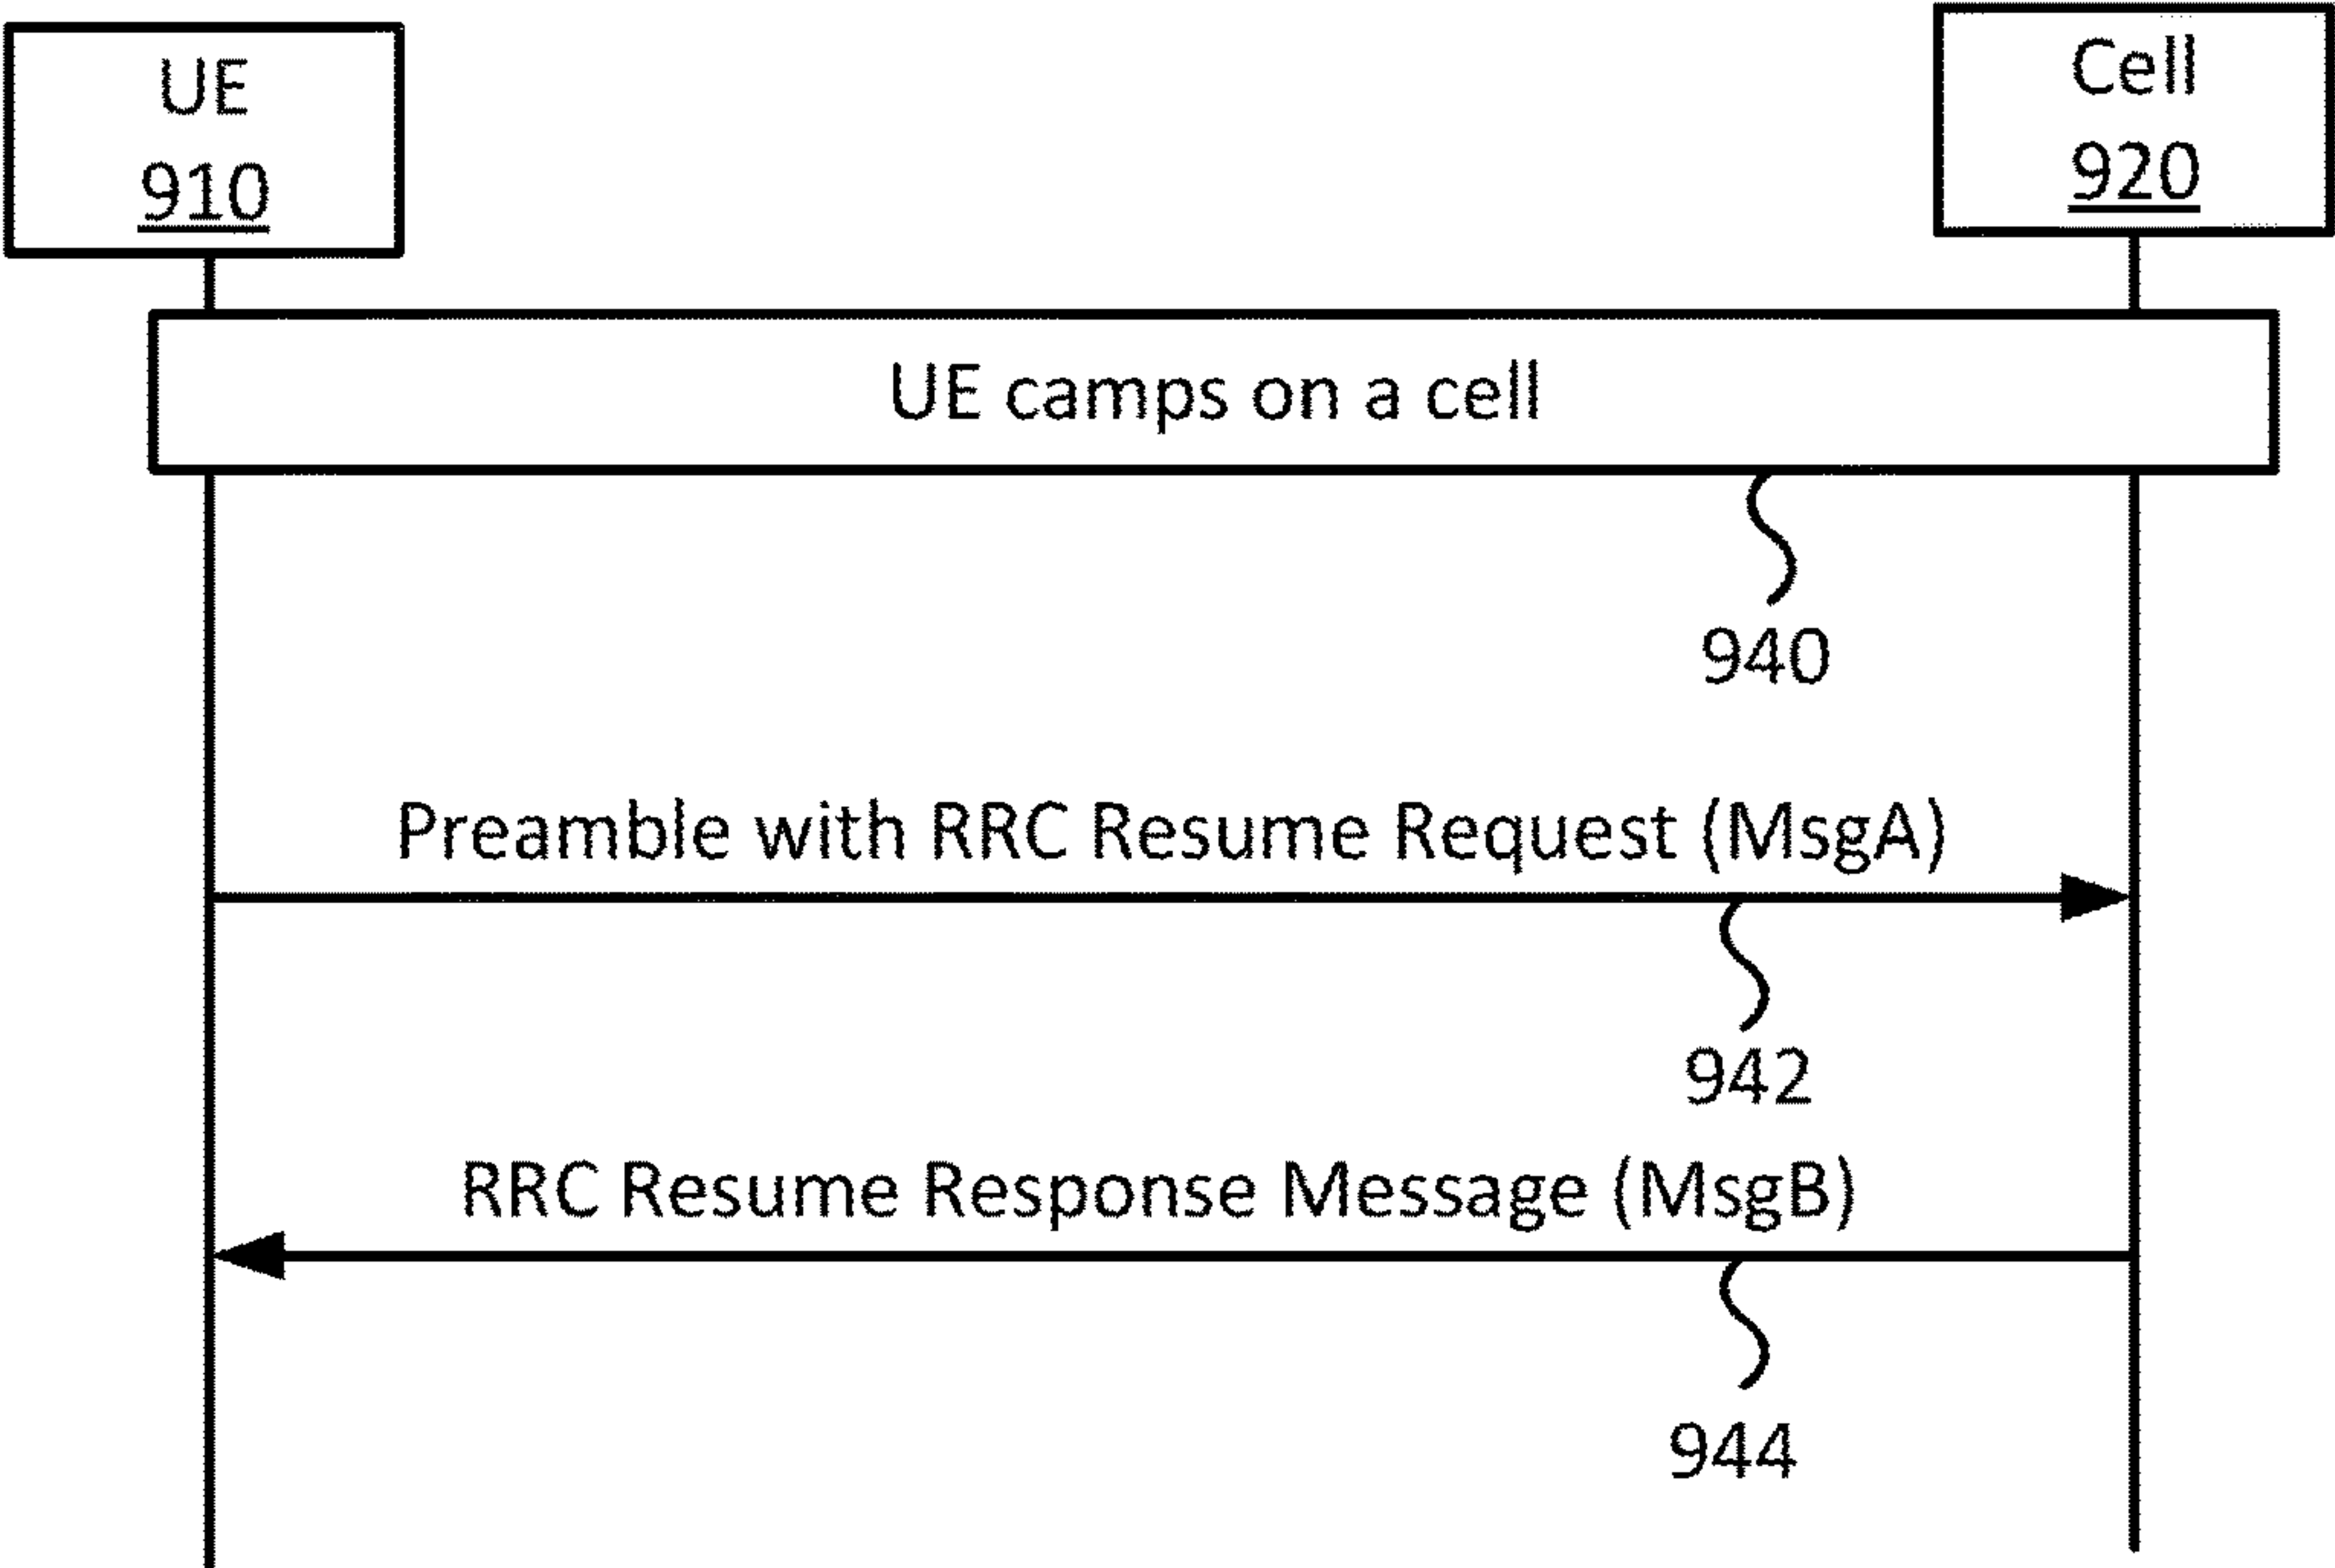 UE
910
Cell
920
UE camps on a cell
940
Preamble with RRC Resume Request (MsgA)
942
RRC Resume Response Message (MsgB)
944